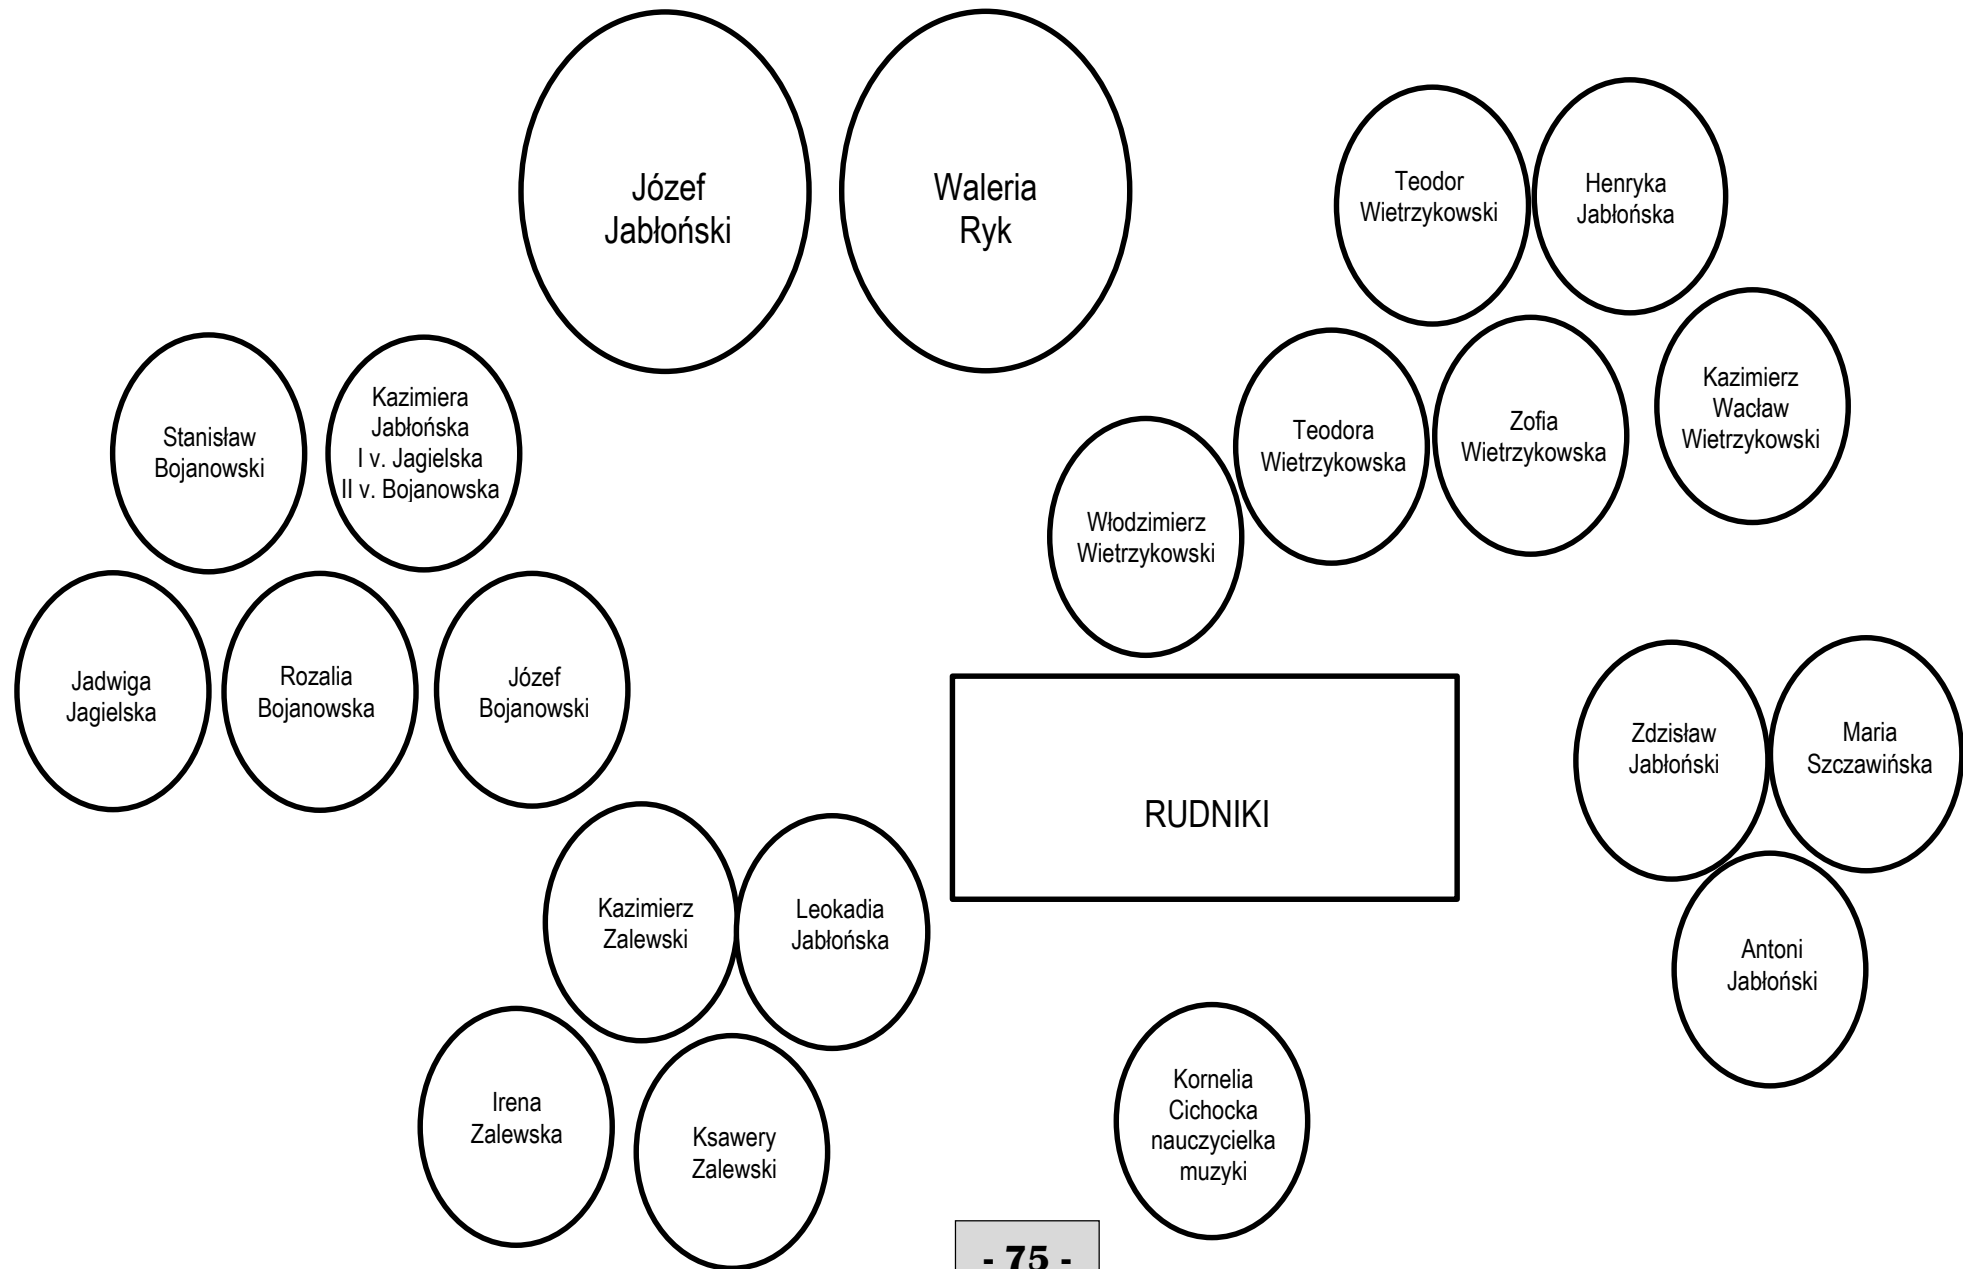 Józef
Jabłoński
Waleria
Ryk
Teodor
Wietrzykowski
Henryka
Jabłońska
Stanisław
Bojanowski
Kazimiera
Jabłońska
I v. Jagielska
II v. Bojanowska
Włodzimierz
Wietrzykowski
Teodora
Wietrzykowska
Zofia
Wietrzykowska
Kazimierz
Wacław
Wietrzykowski
Jadwiga
Jagielska
Rozalia
Bojanowska
Józef
Bojanowski
RUDNIKI
Zdzisław
Jabłoński
Maria
Szczawińska
Kazimierz
Zalewski
Leokadia
Jabłońska
Antoni
Jabłoński
Irena
Zalewska
Ksawery
Zalewski
Kornelia
Cichocka
nauczycielka
muzyki
- 75 -